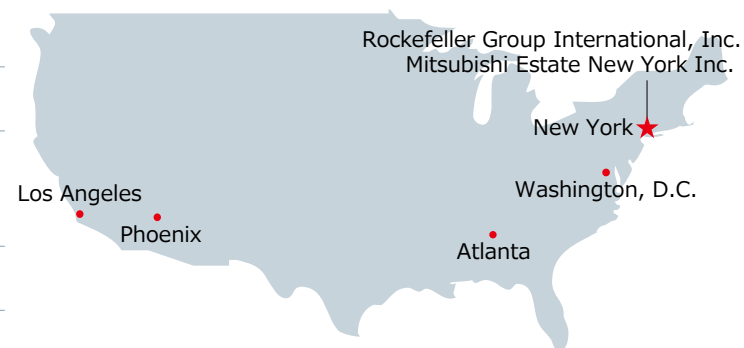 Rockefeller Group International, Inc.
Mitsubishi Estate New York Inc.
New York
Washington, D.C.
Los Angeles
Phoenix
Atlanta